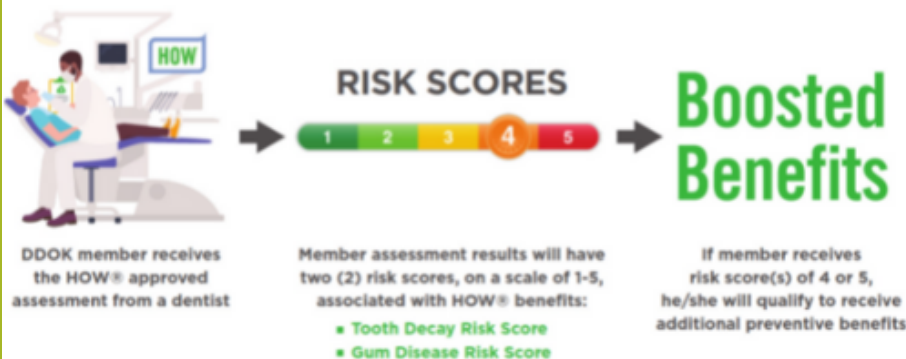 HOW
RISK SCORES
1 2 3 4 5
Boosted
Benefits
DDOK member receives
the HOW® approved
assessment from a dentist
Member assessment results will have
two (2) risk scores, on a scale of 1-5,
associated with HOW® benefits:
▪ Tooth Decay Risk Score
▪ Gum Disease Risk Score
If member receives
risk score(s) of 4 or 5,
he/she will qualify to receive
additional preventive benefits